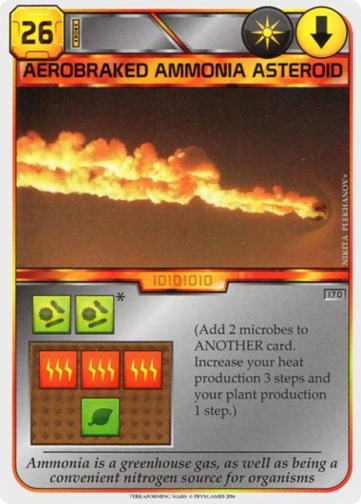 26
AEROBRAKED AMMONIA ASTEROID
NIKITA PLEKHANOV+
10101010
170
*
(Add 2 microbes to
ANOTHER card.
Increase your heat
production 3 steps and
your plant production
1 step.)
Ammonia is a greenhouse gas, as well as being a
convenient nitrogen source for organisms
TERRAFORMING MARS © FRYXGAMES 2016